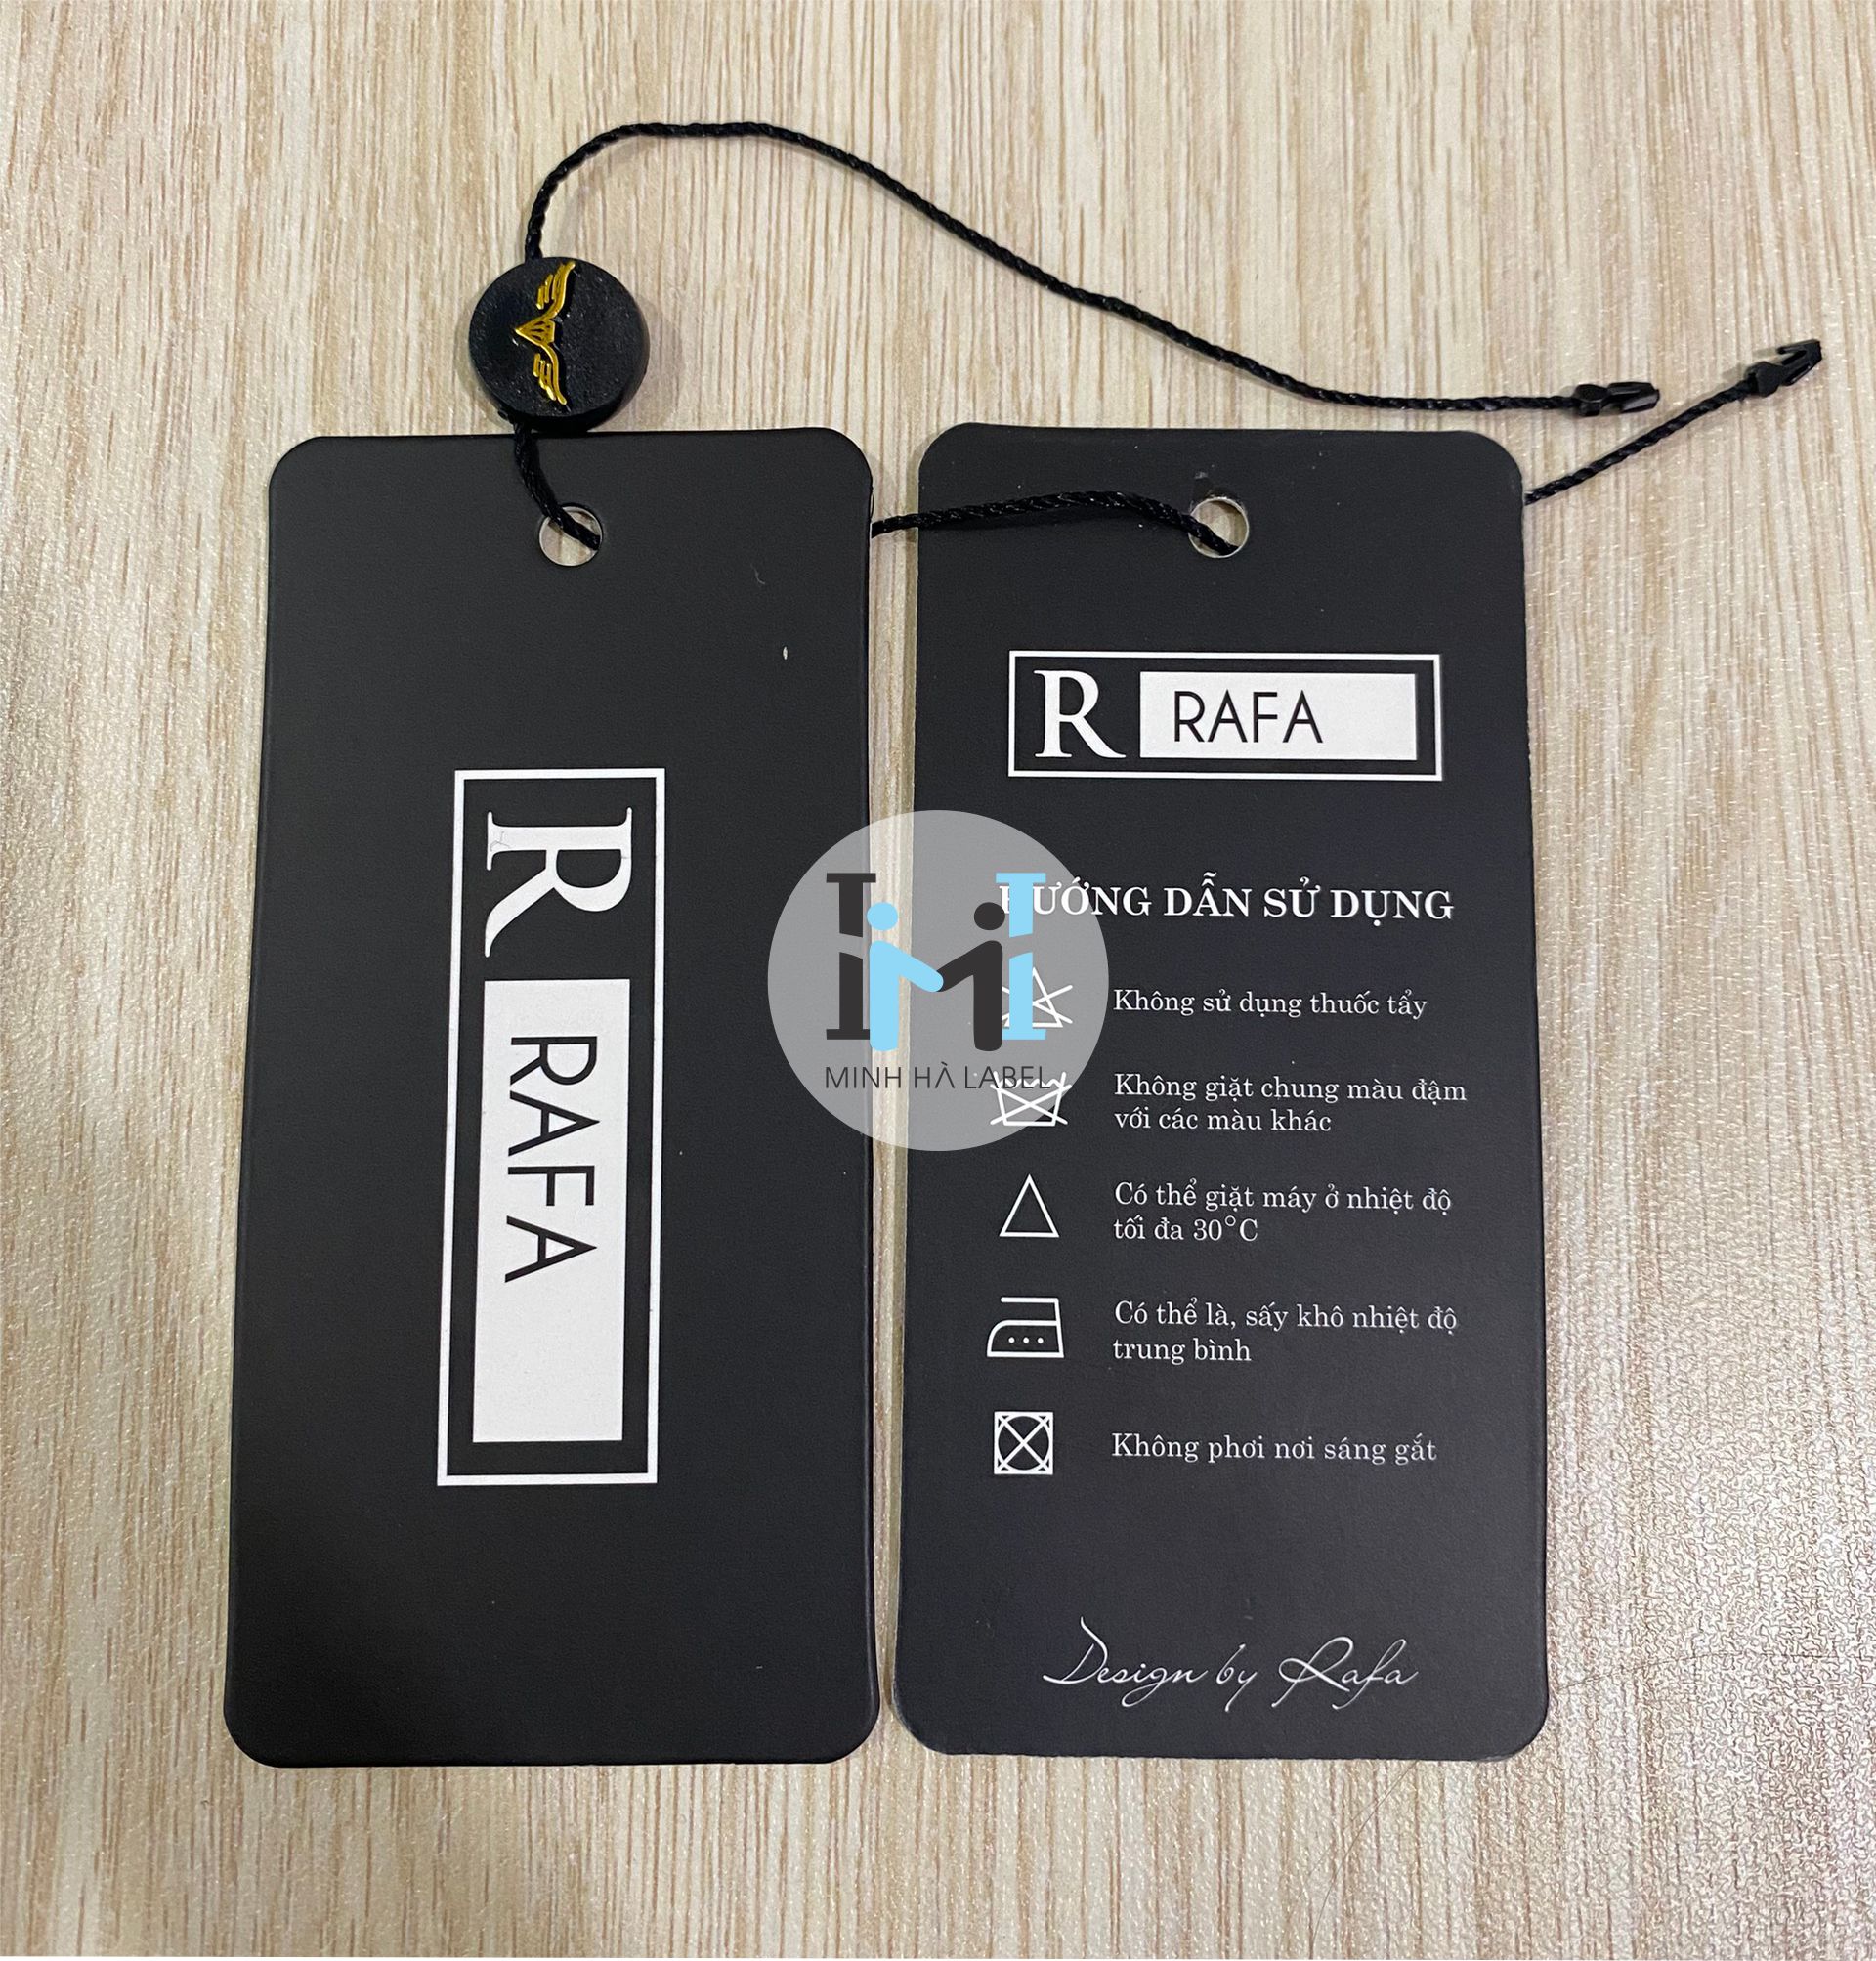 R RAFA
R RAFA
HƯỚNG DẪN SỬ DỤNG
Không sử dụng thuốc tẩy
Không giặt chung màu đậm
với các màu khác
Có thể giặt máy ở nhiệt độ
tối đa 30°C
Có thể là, sấy khô nhiệt độ
trung bình
Không phơi nơi sáng gắt
Design by Rafa
MINH HÀ LABEL